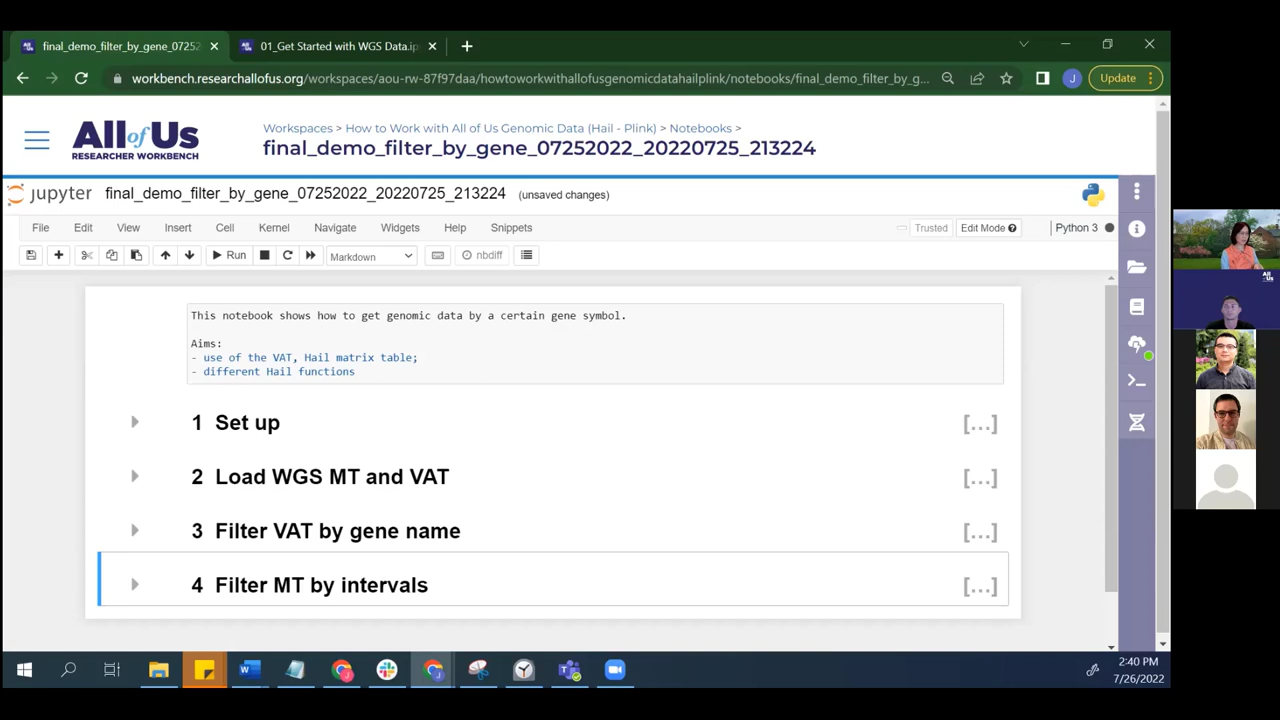 final_demo_filter_by_gene_07252
01_Get Started with WGS Data.ip
workbench.researchallofus.org/workspaces/aou-rw-87f97daa/howtoworkwithallofusgenomicdatahailplink/notebooks/final_demo_filter_by_g...
J
Update
All of Us
RESEARCHER WORKBENCH
Workspaces > How to Work with All of Us Genomic Data (Hail - Plink) > Notebooks >
final_demo_filter_by_gene_07252022_20220725_213224
jupyter final_demo_filter_by_gene_07252022_20220725_213224 (unsaved changes)
File Edit View Insert Cell Kernel Navigate Widgets Help Snippets Trusted Edit Mode Python 3
Run Markdown nbdiff
This notebook shows how to get genomic data by a certain gene symbol.
Aims:
- use of the VAT, Hail matrix table;
- different Hail functions
1 Set up [...]
2 Load WGS MT and VAT [...]
3 Filter VAT by gene name [...]
4 Filter MT by intervals [...]
All of Us
2:40 PM
7/26/2022